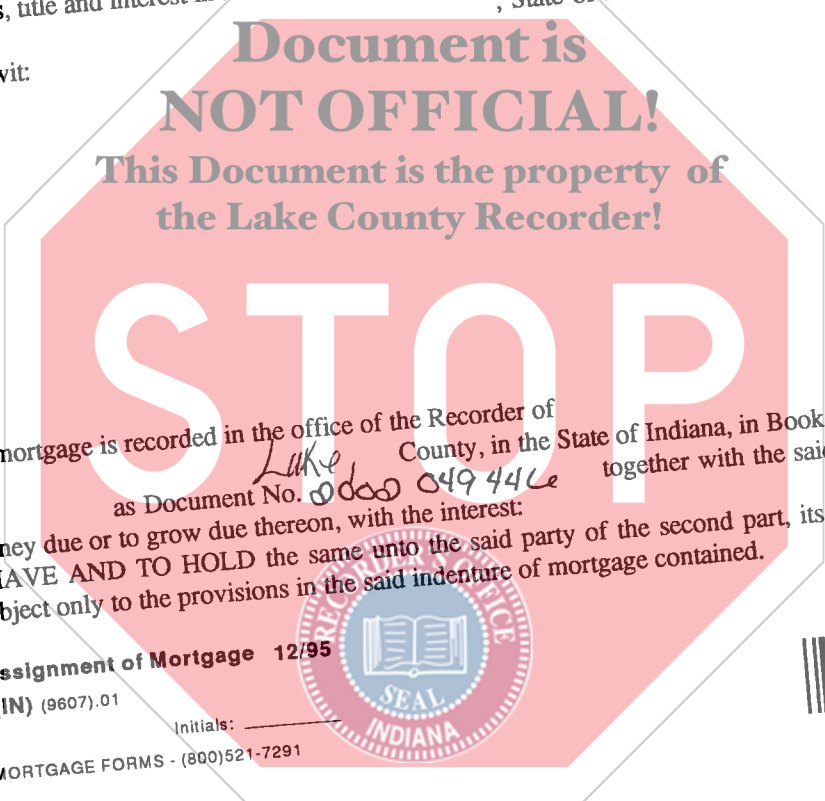 , title and interest in
, State of
wit:
Document is
NOT OFFICIAL!
This Document is the property of
the Lake County Recorder!
STOP
mortgage is recorded in the office of the Recorder of
Lake County, in the State of Indiana, in Book
as Document No. 049 446 together with the said
ney due or to grow due thereon, with the interest:
AVE AND TO HOLD the same unto the said party of the second part, its
bject only to the provisions in the said indenture of mortgage contained.
ssignment of Mortgage 12/95
IN) (9607).01
Initials:
MORTGAGE FORMS - (800)521-7291
RECORDER'S OFFICE
SEAL
INDIANA